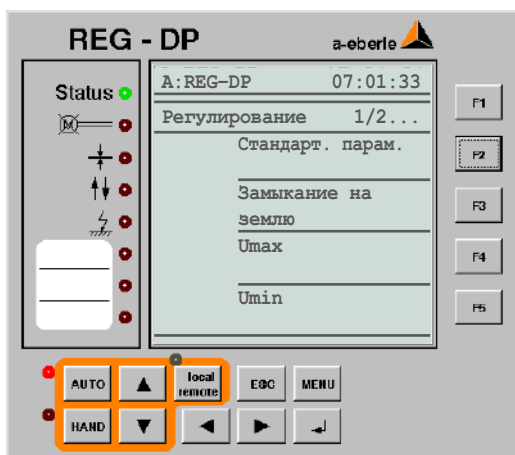 REG - DP
a-eberle
Status
A:REG-DP 07:01:33
Регулирование 1/2...
Стандарт. парам.
Замыкание на
землю
Umax
Umin
F1
F2
F3
F4
F5
AUTO
local
remote
ESC
MENU
HAND